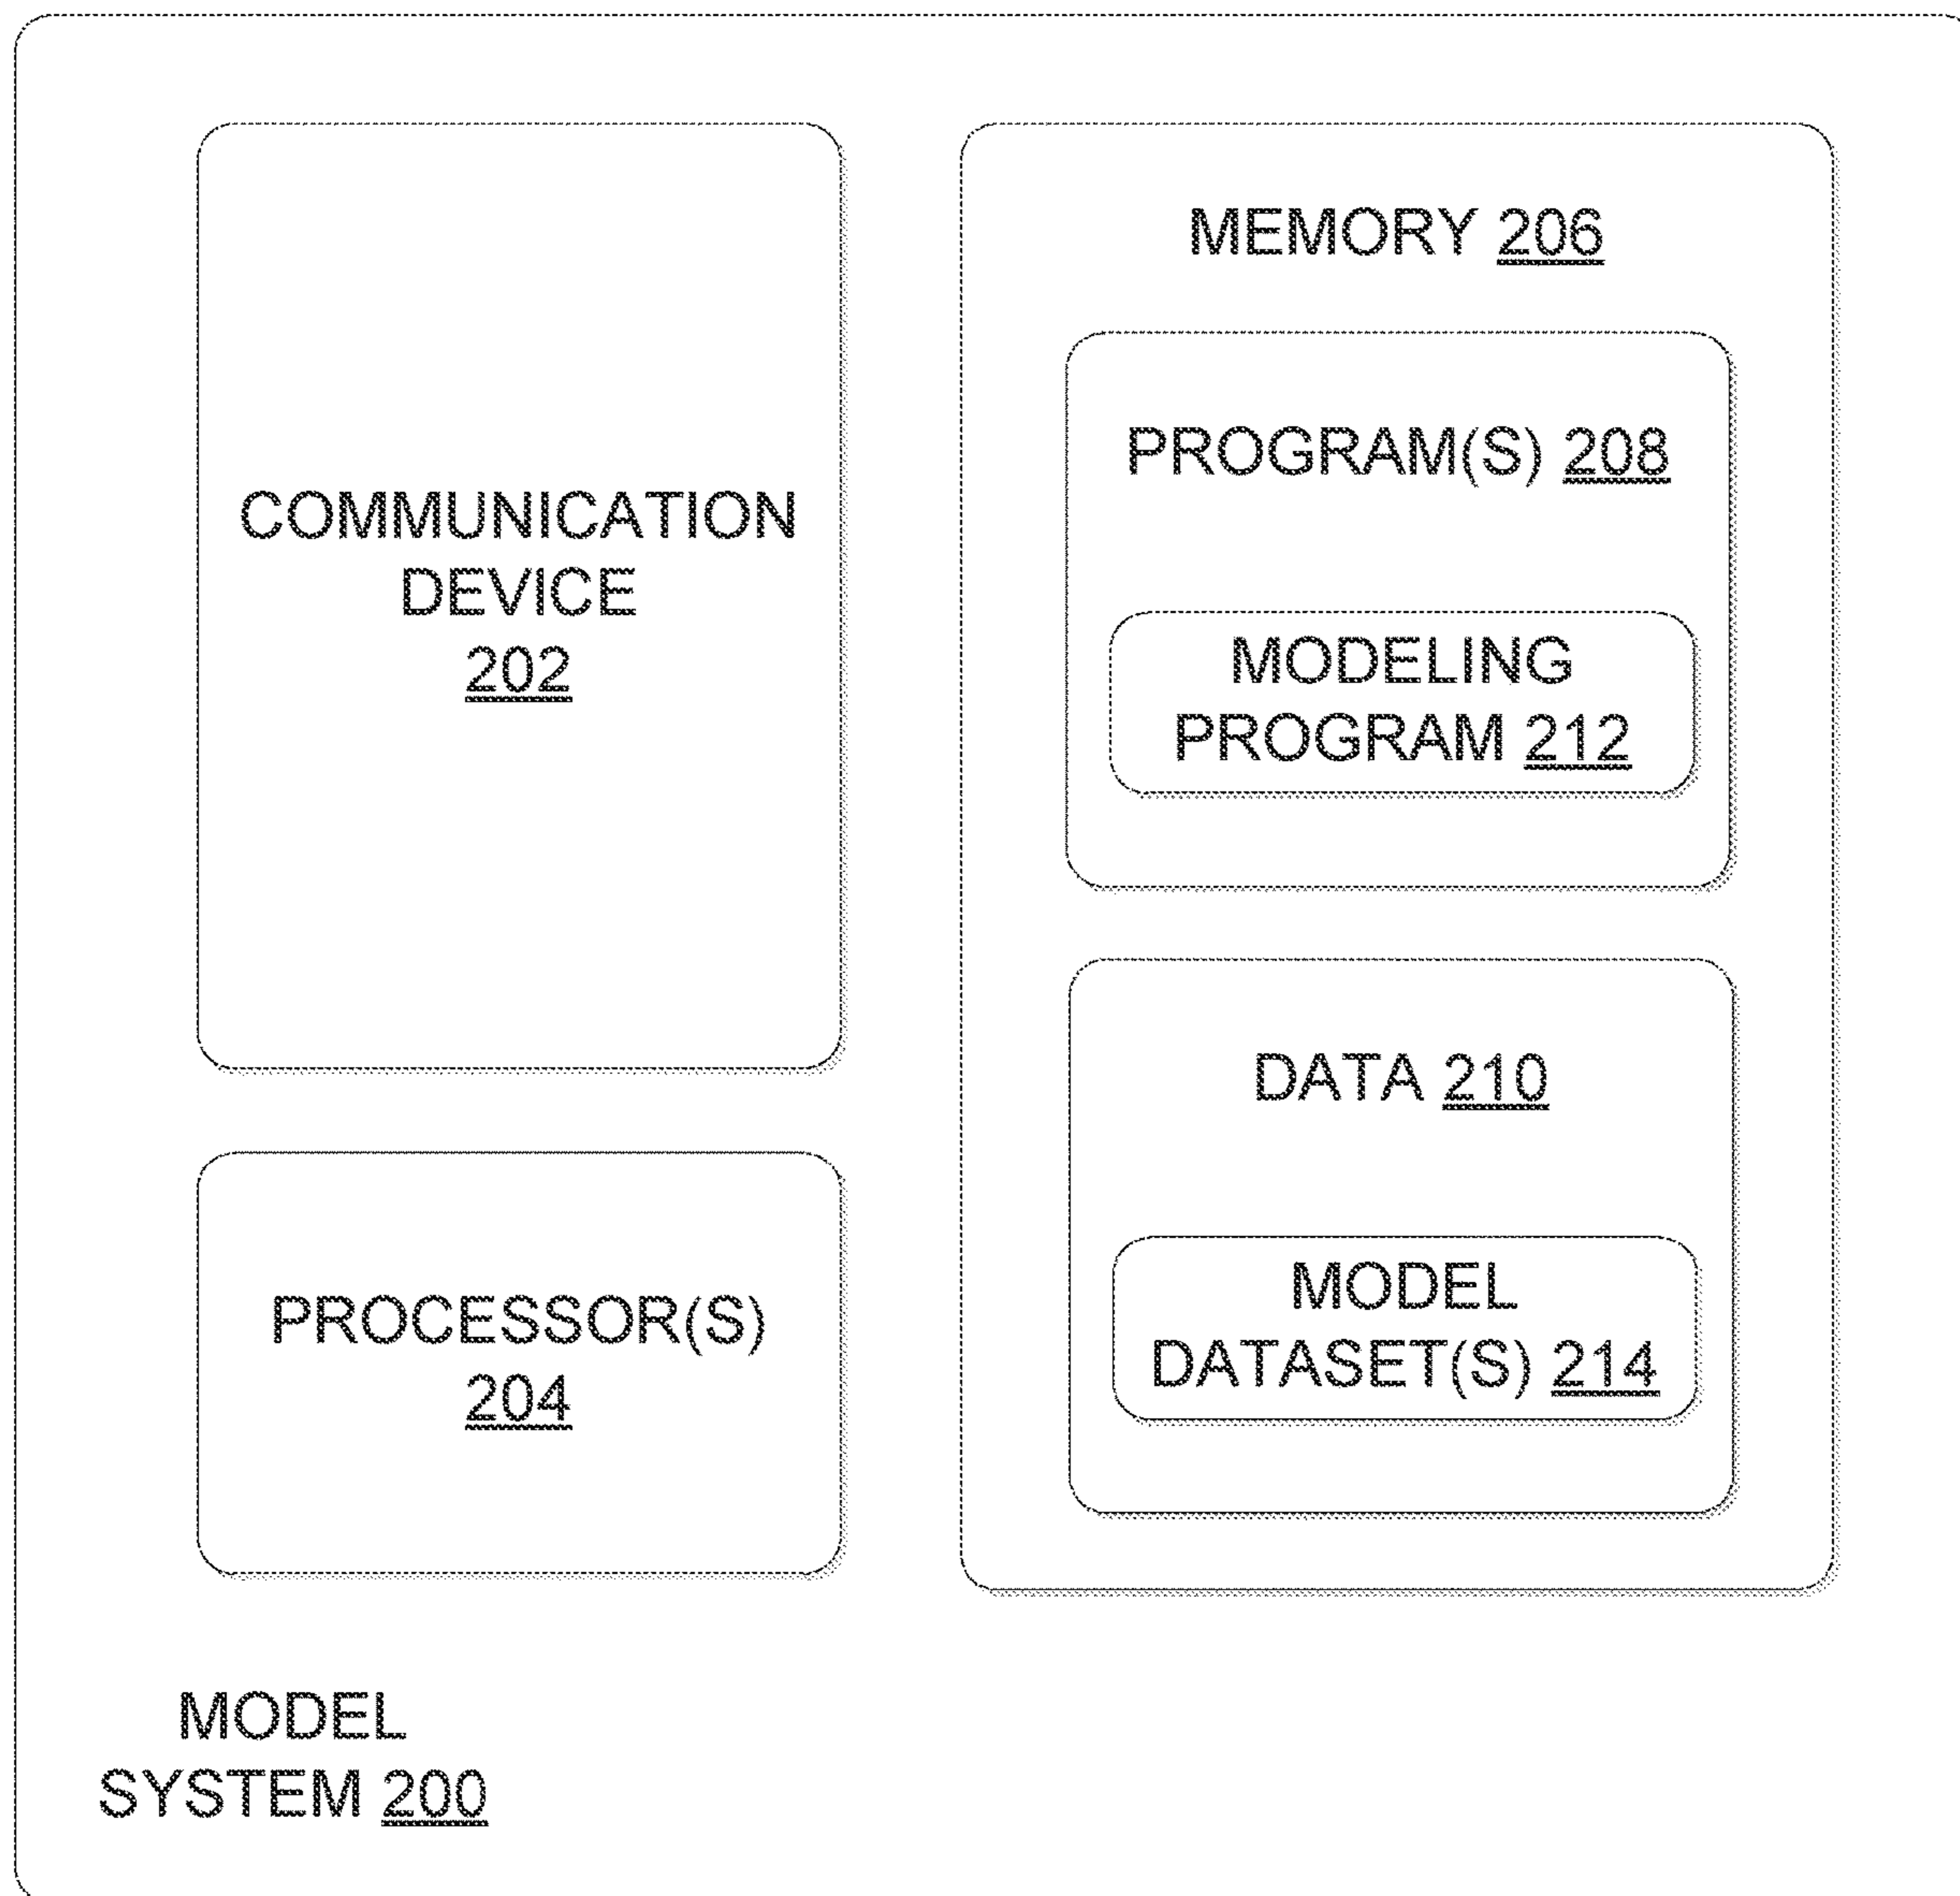 COMMUNICATION
DEVICE
202
PROCESSOR(S)
204
MEMORY 206
PROGRAM(S) 208
MODELING
PROGRAM 212
DATA 210
MODEL
DATASET(S) 214
MODEL
SYSTEM 200